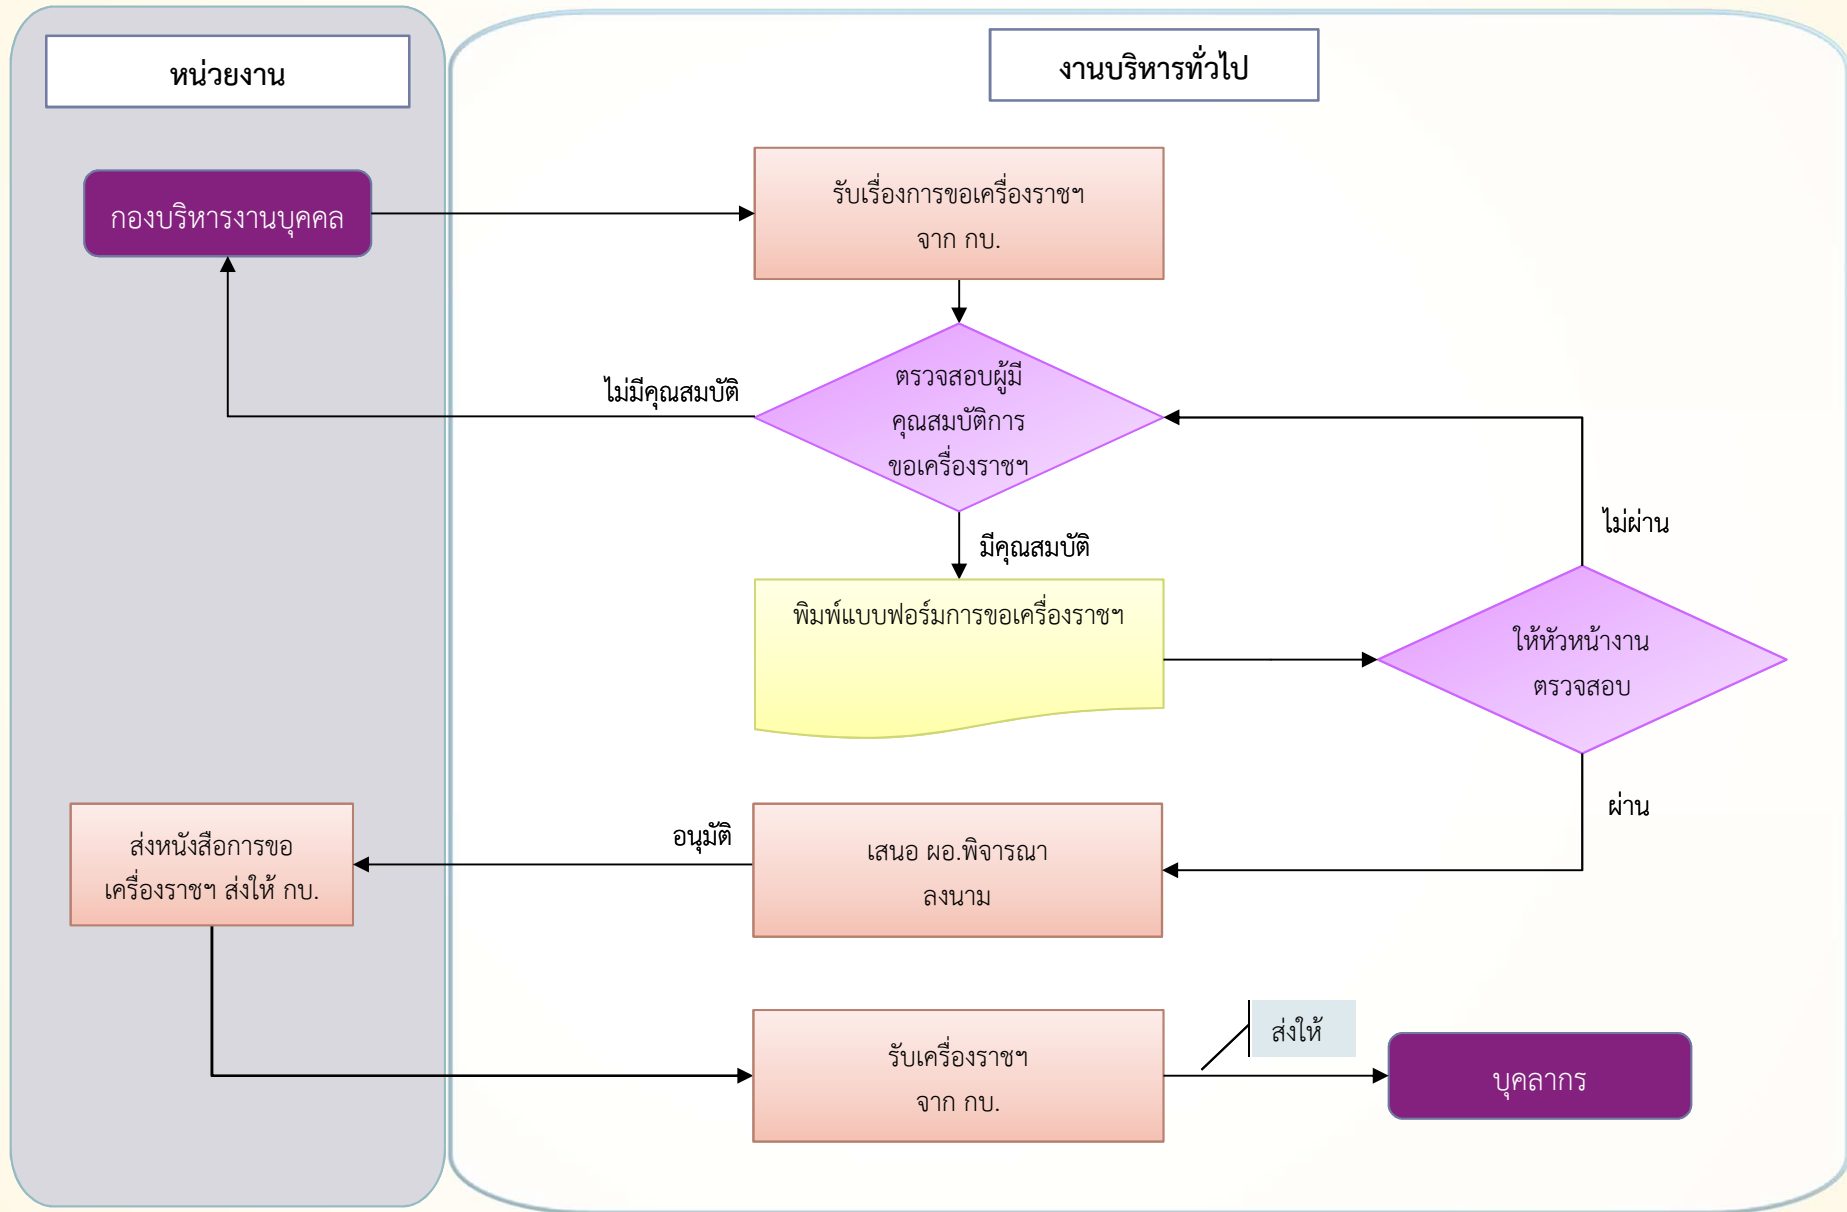 หน่วยงาน
งานบริหารทั่วไป
กองบริหารงานบุคคล
รับเรื่องการขอเครื่องราชฯ
จาก กบ.
ไม่มีคุณสมบัติ
ตรวจสอบผู้มี
คุณสมบัติการ
ขอเครื่องราชฯ
มีคุณสมบัติ
ไม่ผ่าน
พิมพ์แบบฟอร์มการขอเครื่องราชฯ
ให้หัวหน้างาน
ตรวจสอบ
ผ่าน
เสนอ ผอ.พิจารณา
ลงนาม
อนุมัติ
ส่งหนังสือการขอ
เครื่องราชฯ ส่งให้ กบ.
รับเครื่องราชฯ
จาก กบ.
ส่งให้
บุคลากร